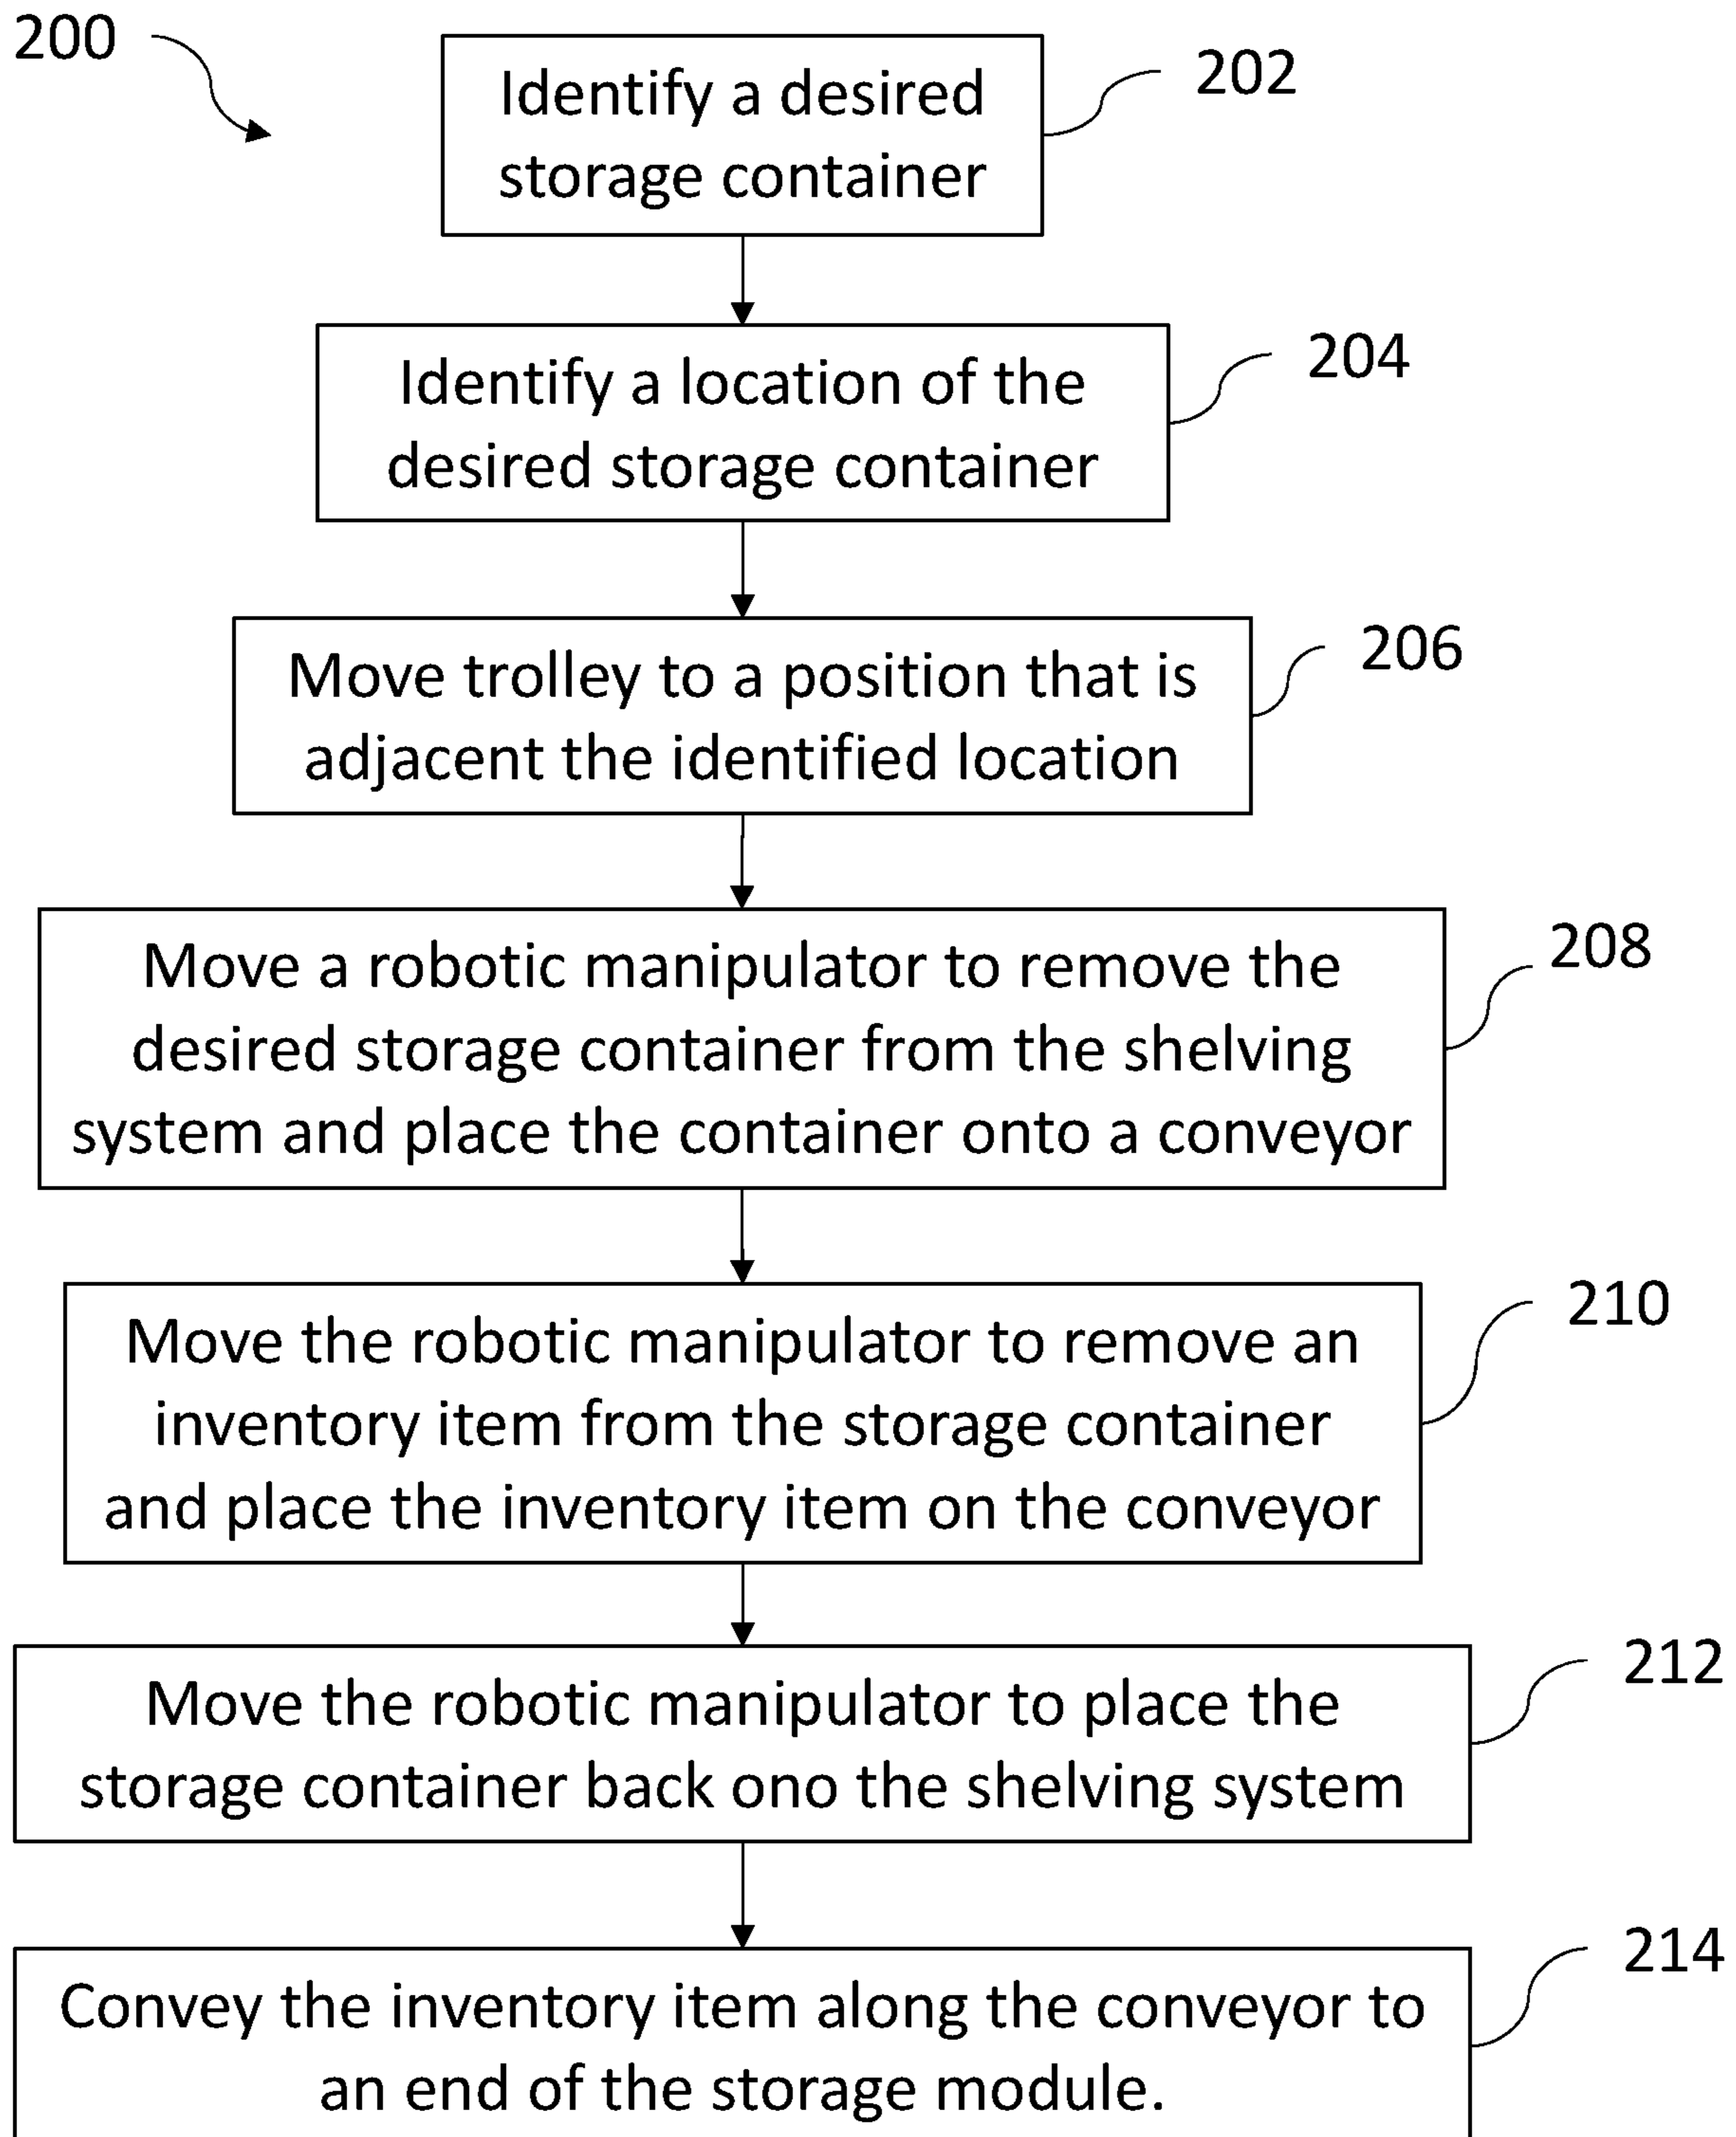 200
202
Identify a desired
storage container
204
Identify a location of the
desired storage container
206
Move trolley to a position that is
adjacent the identified location
208
Move a robotic manipulator to remove the
desired storage container from the shelving
system and place the container onto a conveyor
210
Move the robotic manipulator to remove an
inventory item from the storage container
and place the inventory item on the conveyor
212
Move the robotic manipulator to place the
storage container back ono the shelving system
214
Convey the inventory item along the conveyor to
an end of the storage module.